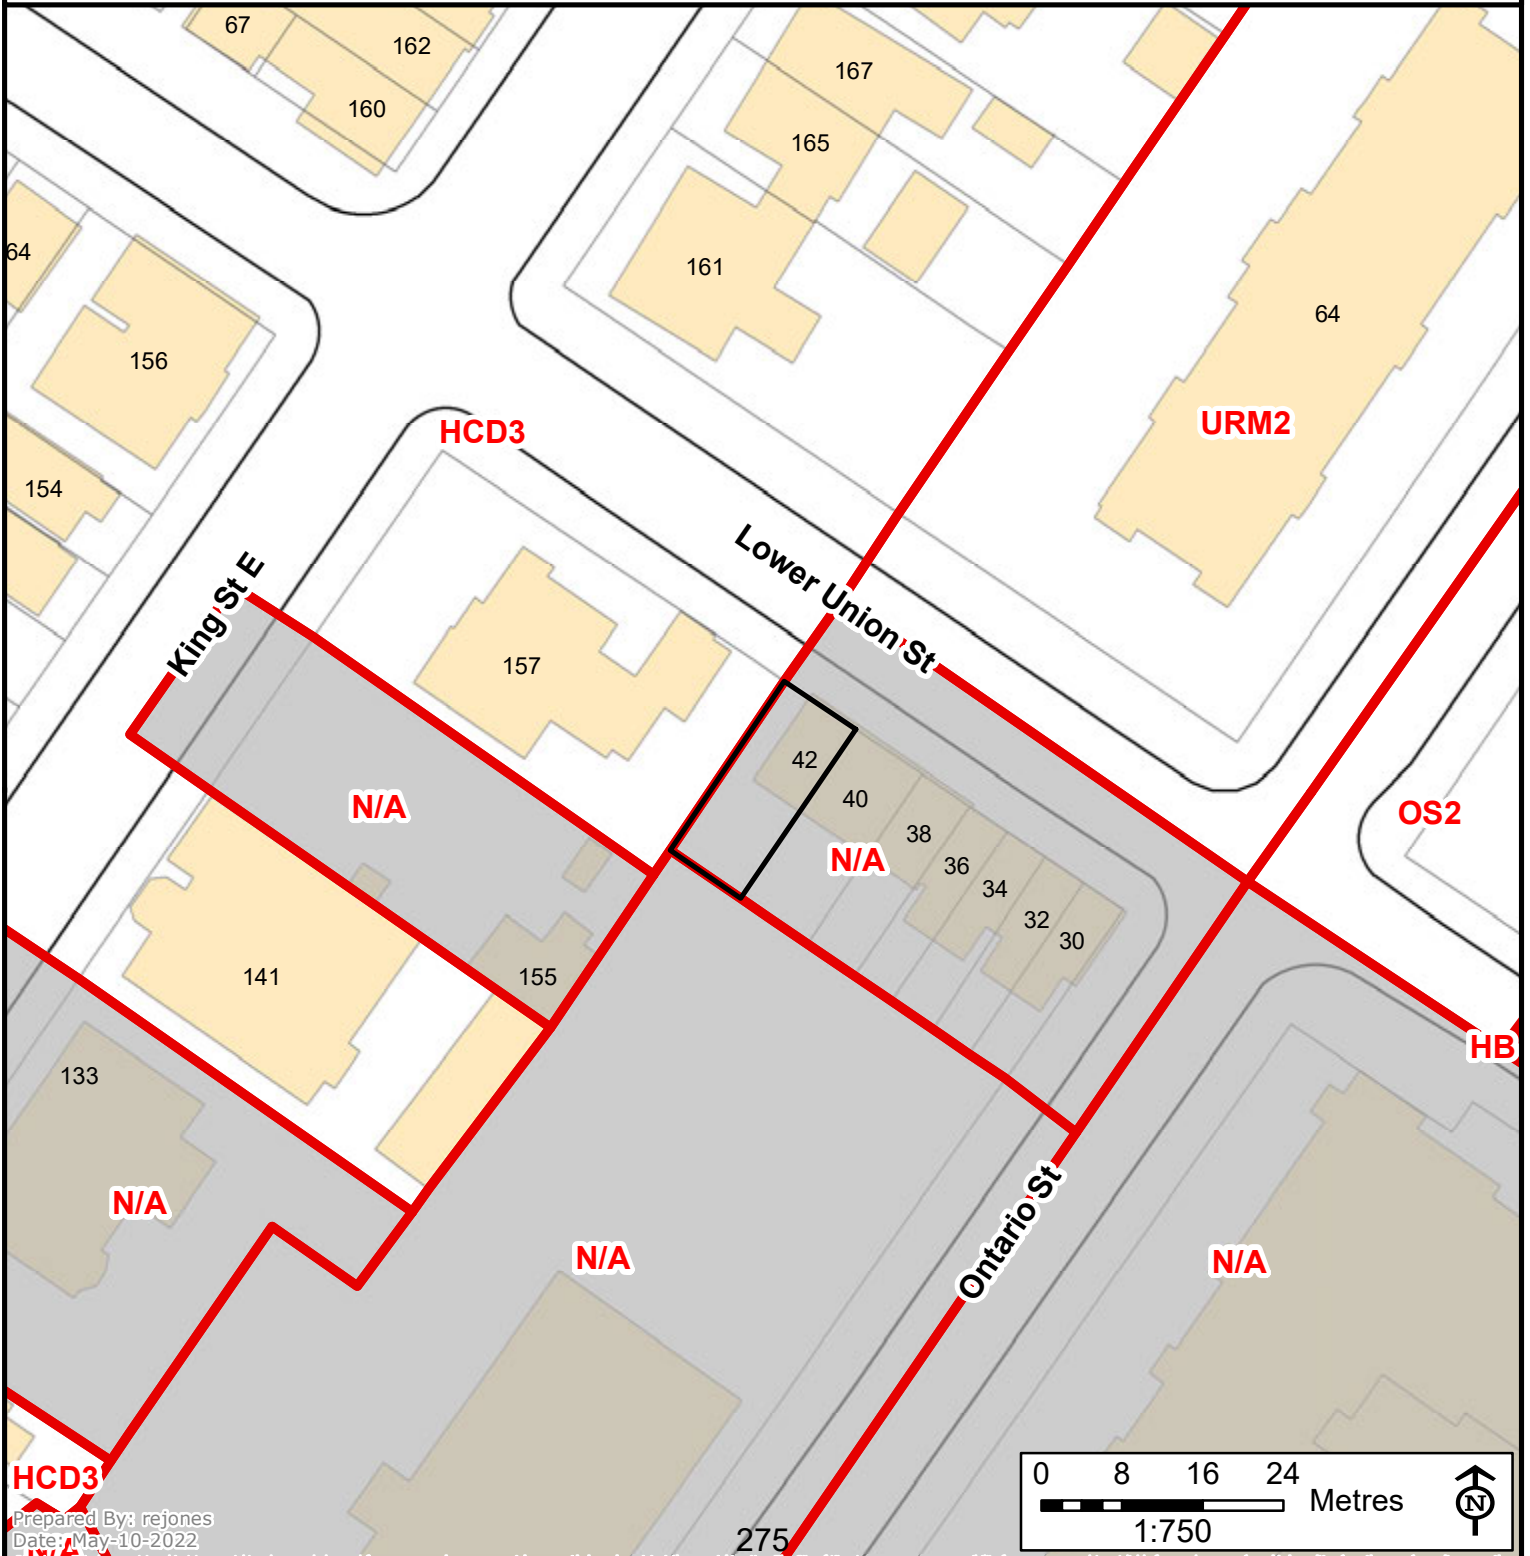 67
162
160
167
165
161
64
64
156
154
HCD3
URM2
Lower Union St
King St E
157
N/A
42
40
38
36
34
32
30
N/A
OS2
141
155
133
N/A
HB
N/A
N/A
Ontario St
HCD3
Prepared By: rejones
Date: May-10-2022
N/A
275
0 8 16 24
Metres
1:750
N